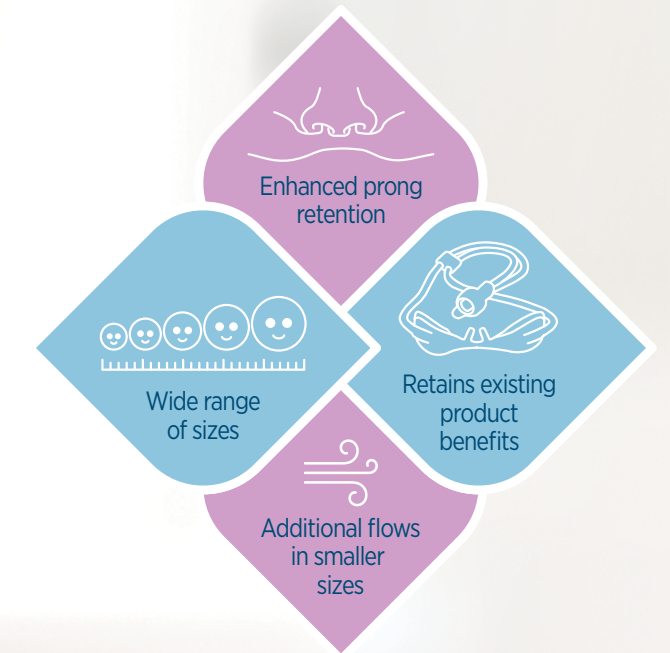 Enhanced prong
retention
Wide range
of sizes
Retains existing
product
benefits
Additional flows
in smaller
sizes